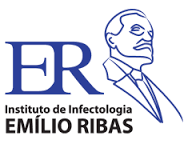 ER
Instituto de Infectologia
EMÍLIO RIBAS